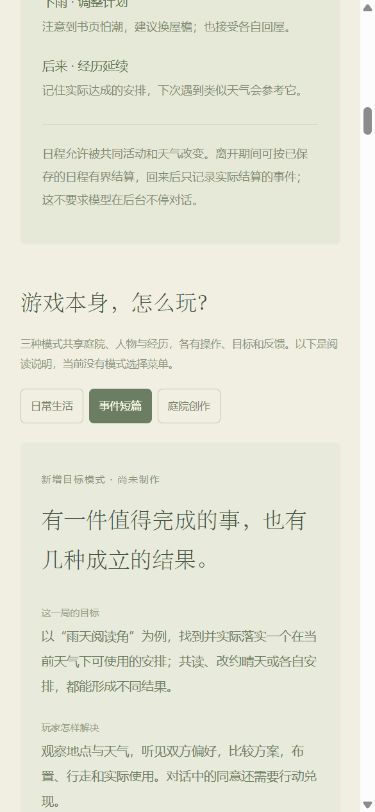 下雨 · 调整计划
注意到书页怕潮，建议换屋檐；也接受各自回屋。
后来 · 经历延续
记住实际达成的安排，下次遇到类似天气会参考它。
日程允许被共同活动和天气改变。离开期间可按已保
存的日程有界结算，回来后只记录实际结算的事件；
这不要求模型在后台不停对话。
游戏本身，怎么玩？
三种模式共享庭院、人物与经历，各有操作、目标和反馈。以下是阅
读说明，当前没有模式选择菜单。
日常生活
事件短篇
庭院创作
新增目标模式 · 尚未制作
有一件值得完成的事，也有
几种成立的结果。
这一局的目标
以“雨天阅读角”为例，找到并实际落实一个在当
前天气下可使用的安排；共读、改约晴天或各自安
排，都能形成不同结果。
玩家怎样解决
观察地点与天气，听见双方偏好，比较方案，布
置、行走和实际使用。对话中的同意还需要行动兑
现。